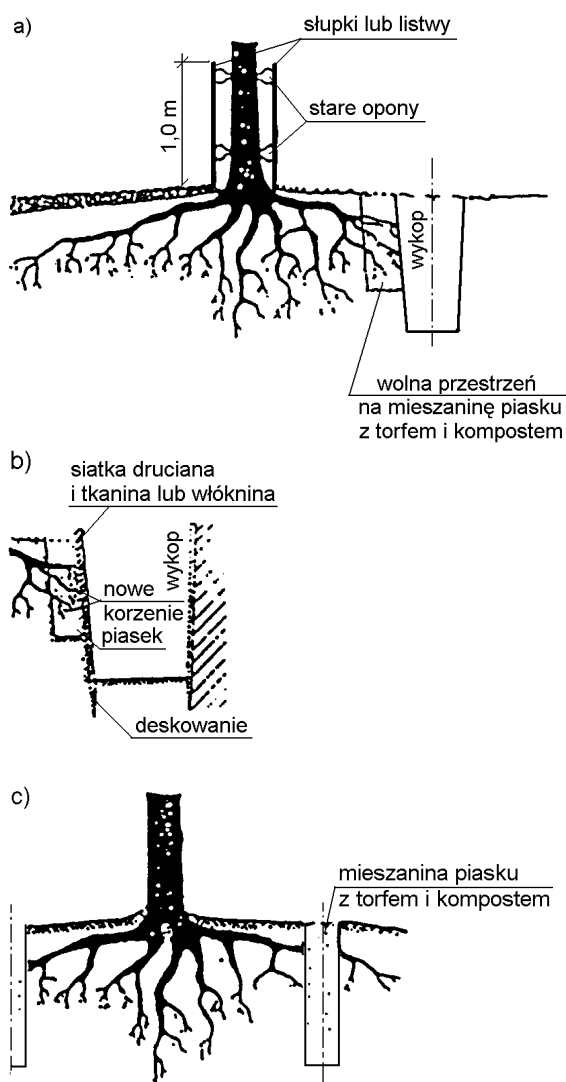 a)
słupki lub listwy
1,0 m
stare opony
wykop
wolna przestrzeń
na mieszaninę piasku
z torfem i kompostem
b)
siatka druciana
i tkanina lub włóknina
wykop
nowe
korzenie
piasek
deskowanie
c)
mieszanina piasku
z torfem i kompostem